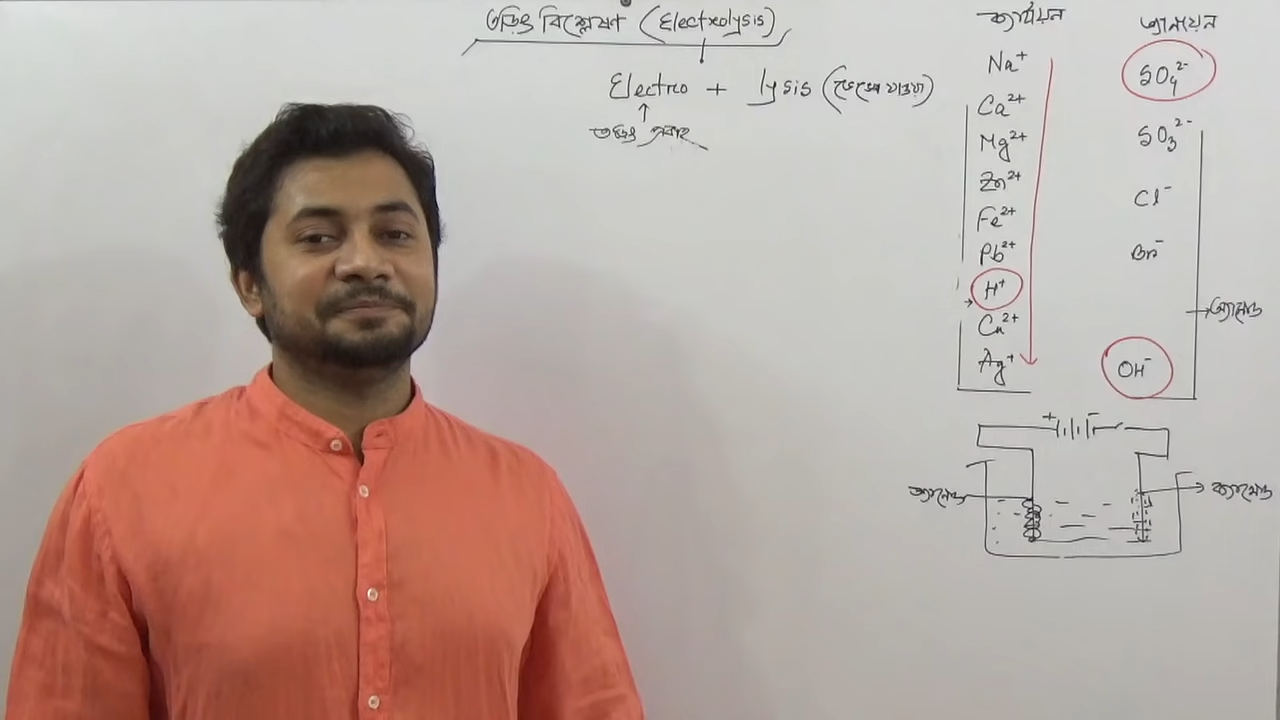 তড়িৎ বিশ্লেষণ (Electrolysis)
Electro + lysis (ভেঙ্গে যাওয়া)
তড়িৎ প্রবাহ
ক্যাটায়ন
Na⁺
Ca²⁺
Mg²⁺
Zn²⁺
Fe²⁺
Pb²⁺
H⁺
Cu²⁺
Ag⁺
অ্যানায়ন
SO₄²⁻
SO₃²⁻
Cl⁻
Br⁻
OH⁻
অ্যানোড
+ −
অ্যানোড
ক্যাথোড